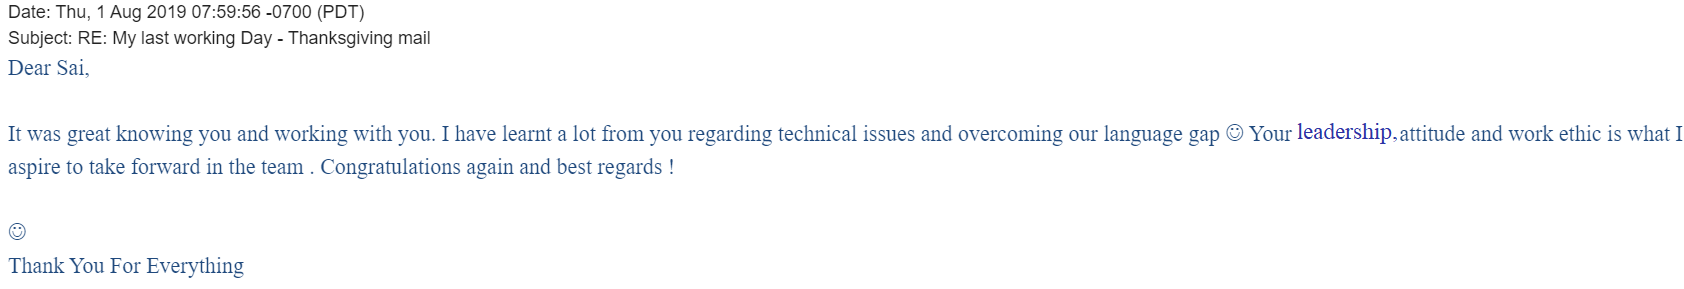 Date: Thu, 1 Aug 2019 07:59:56 -0700 (PDT)
Subject: RE: My last working Day - Thanksgiving mail
Dear Sai,
It was great knowing you and working with you. I have learnt a lot from you regarding technical issues and overcoming our language gap ☺ Your leadership,attitude and work ethic is what I
aspire to take forward in the team . Congratulations again and best regards !
☺
Thank You For Everything